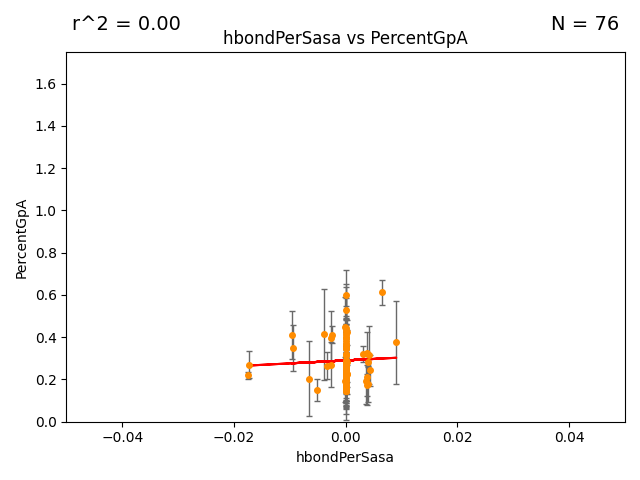 r^2 = 0.00
N = 76
hbondPerSasa vs PercentGpA
PercentGpA
1.6
1.4
1.2
1.0
0.8
0.6
0.4
0.2
0.0
−0.04
−0.02
0.00
0.02
0.04
hbondPerSasa